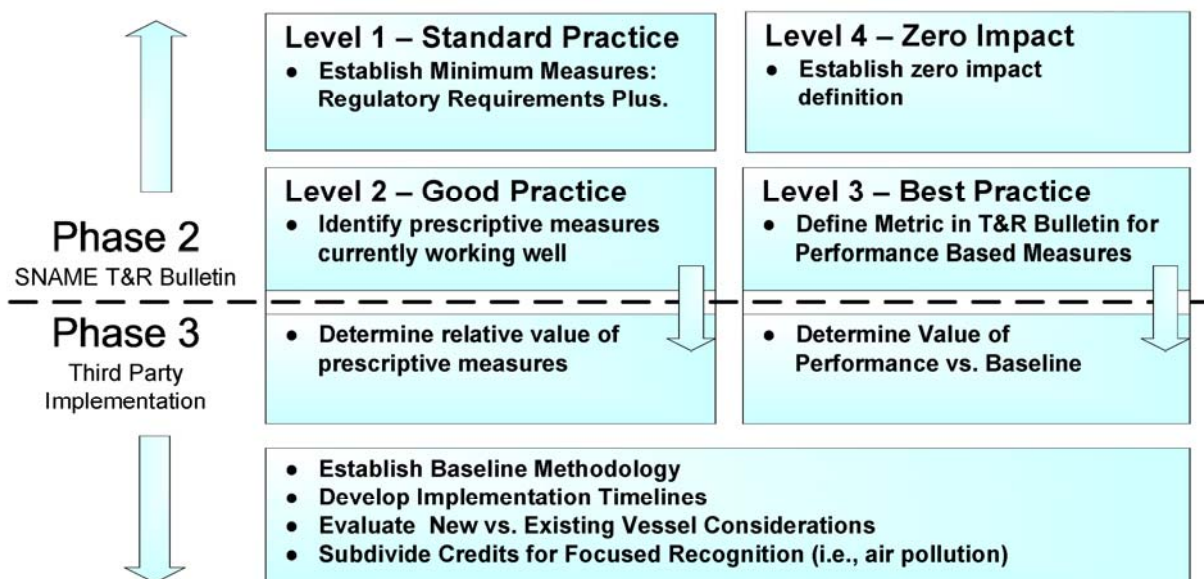 Level 1 – Standard Practice
● Establish Minimum Measures:
Regulatory Requirements Plus.
Level 4 – Zero Impact
● Establish zero impact
definition
Phase 2
SNAME T&R Bulletin
Level 2 – Good Practice
● Identify prescriptive measures
currently working well
Level 3 – Best Practice
● Define Metric in T&R Bulletin for
Performance Based Measures
Phase 3
Third Party
Implementation
● Determine relative value of
prescriptive measures
● Determine Value of
Performance vs. Baseline
● Establish Baseline Methodology
● Develop Implementation Timelines
● Evaluate New vs. Existing Vessel Considerations
● Subdivide Credits for Focused Recognition (i.e., air pollution)